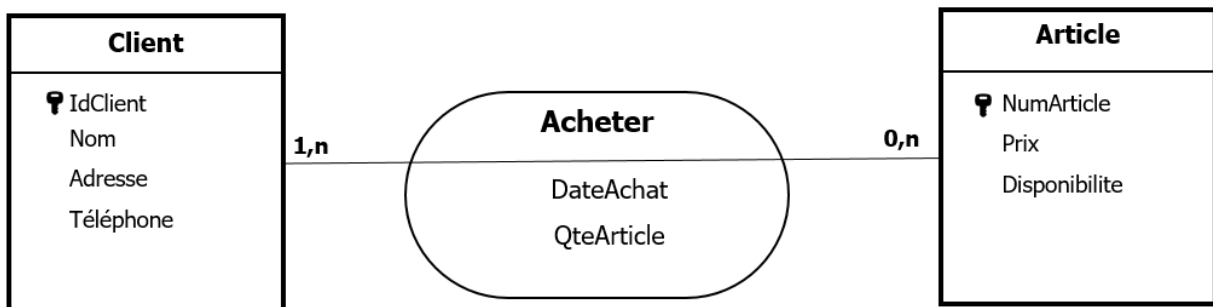 Client
IdClient
Nom
Adresse
Téléphone
1,n
Acheter
DateAchat
QteArticle
0,n
Article
NumArticle
Prix
Disponibilite